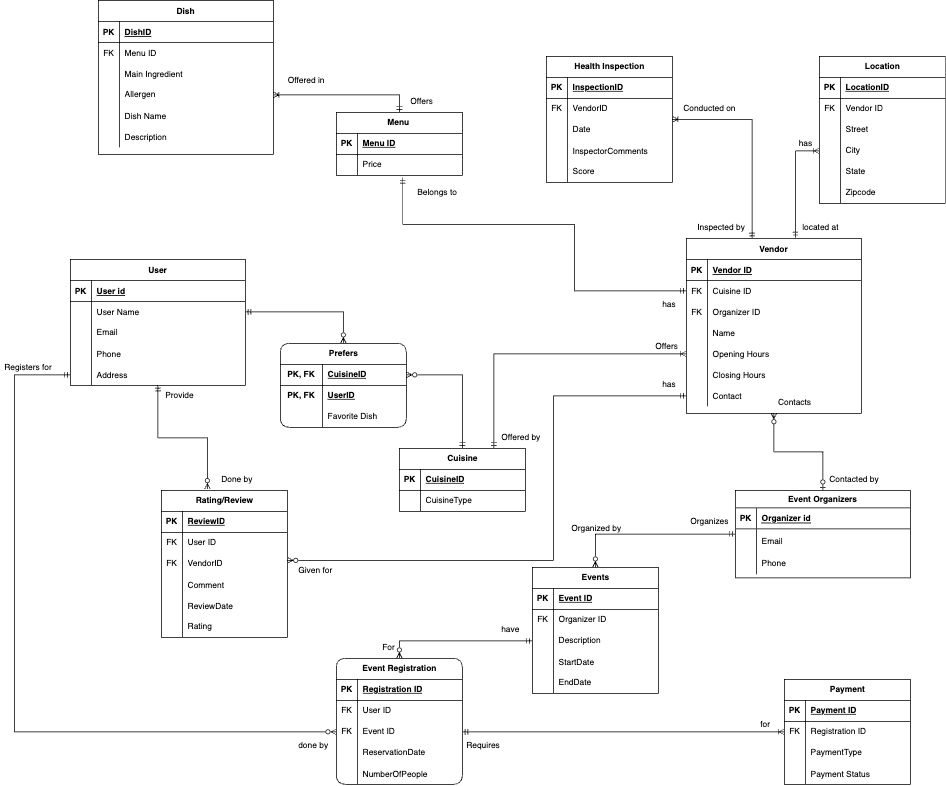 Dish
PK DishID
FK Menu ID
Main Ingredient
Allergen
Dish Name
Description
Offered in
Offers
Menu
PK Menu ID
Price
Belongs to
Health Inspection
PK InspectionID
FK VendorID
Date
InspectorComments
Score
Conducted on
Inspected by
Location
PK LocationID
FK Vendor ID
Street
City
State
Zipcode
has
located at
Vendor
PK Vendor ID
FK Cuisine ID
FK Organizer ID
Name
Opening Hours
Closing Hours
Contact
has
Offers
has
Contacts
User
PK User id
User Name
Email
Phone
Address
Registers for
Provide
Prefers
PK, FK CuisineID
PK, FK UserID
Favorite Dish
Cuisine
PK CuisineID
CuisineType
Offered by
Done by
Rating/Review
PK ReviewID
FK User ID
FK VendorID
Comment
ReviewDate
Rating
Given for
Contacted by
Event Organizers
PK Organizer id
Email
Phone
Organizes
Organized by
Events
PK Event ID
FK Organizer ID
Description
StartDate
EndDate
have
For
Event Registration
PK Registration ID
FK User ID
FK Event ID
ReservationDate
NumberOfPeople
done by
Requires
for
Payment
PK Payment ID
FK Registration ID
PaymentType
Payment Status